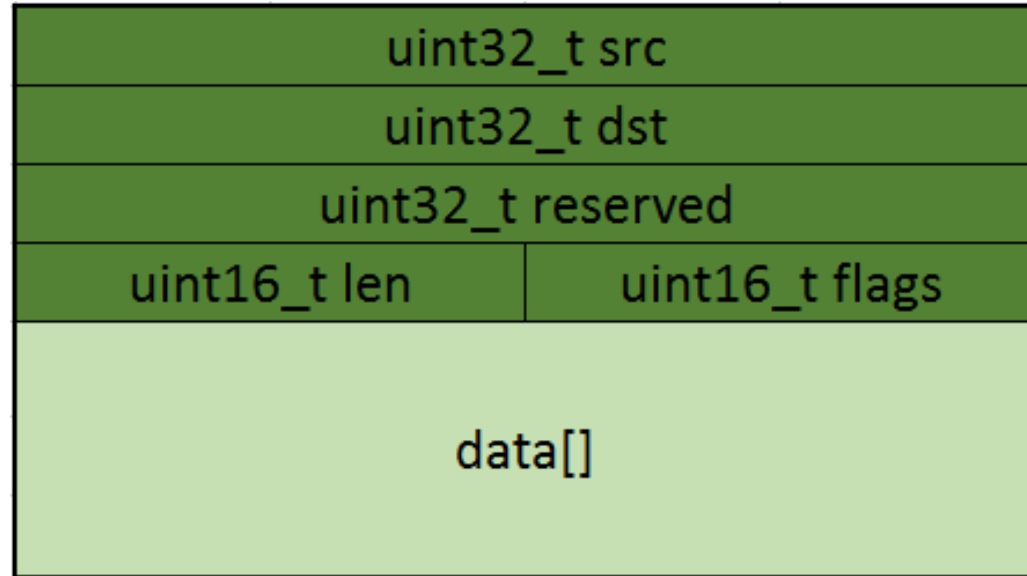 uint32_t src
uint32_t dst
uint32_t reserved
uint16_t len uint16_t flags
data[]